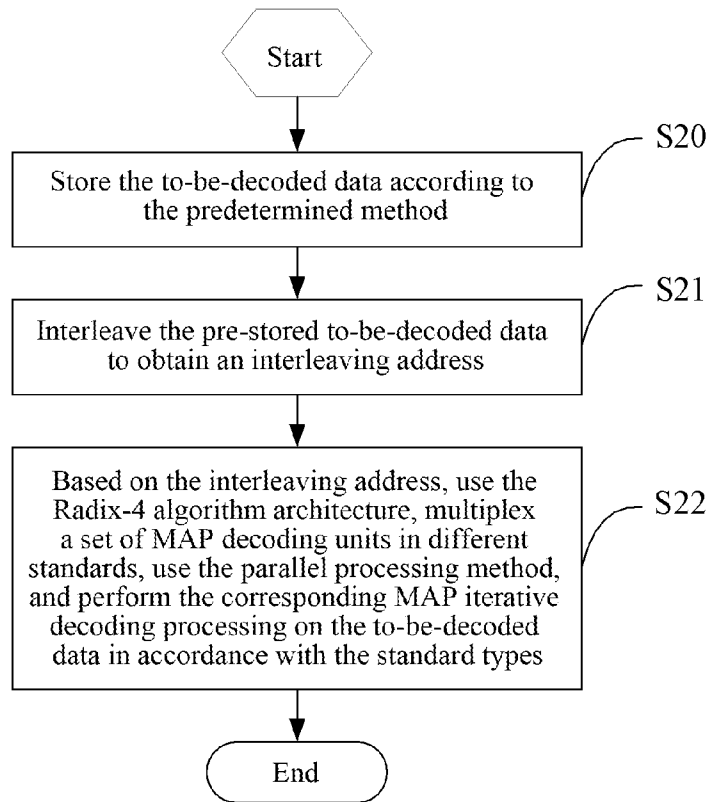 Start
S20
Store the to-be-decoded data according to
the predetermined method
S21
Interleave the pre-stored to-be-decoded data
to obtain an interleaving address
S22
Based on the interleaving address, use the
Radix-4 algorithm architecture, multiplex
a set of MAP decoding units in different
standards, use the parallel processing method,
and perform the corresponding MAP iterative
decoding processing on the to-be-decoded
data in accordance with the standard types
End